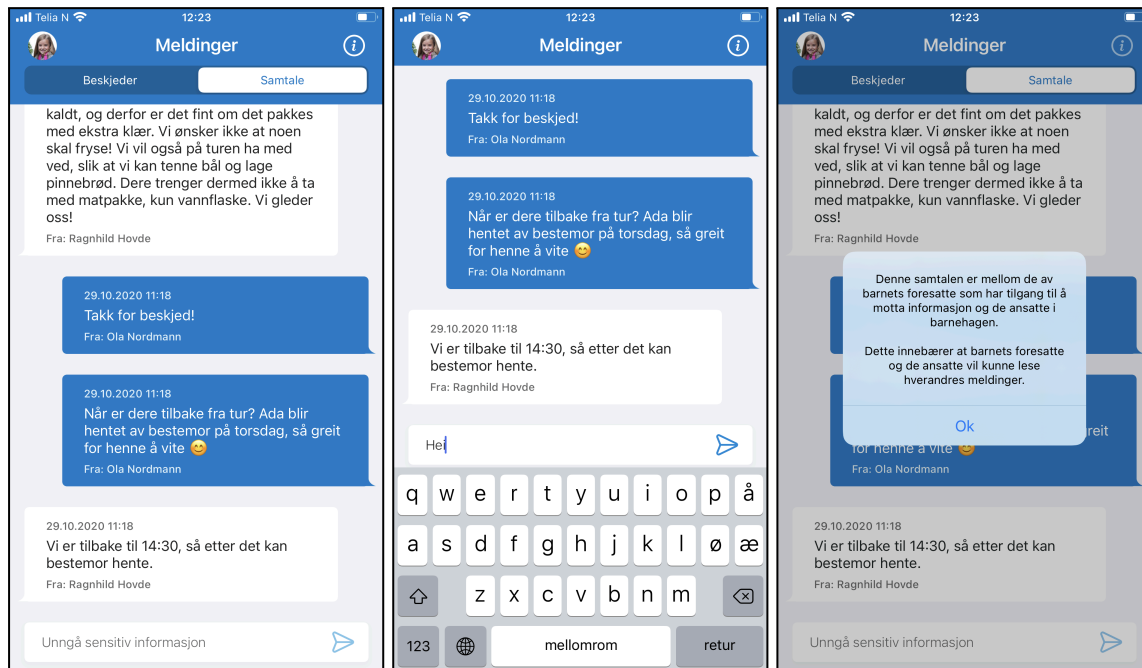 Telia N
12:23
Meldinger
i
Beskjeder
Samtale
kaldt, og derfor er det fint om det pakkes
med ekstra klær. Vi ønsker ikke at noen
skal fryse! Vi vil også på turen ha med
ved, slik at vi kan tenne bål og lage
pinnebrød. Dere trenger dermed ikke å ta
med matpakke, kun vannflaske. Vi gleder
oss!
Fra: Ragnhild Hovde
29.10.2020 11:18
Takk for beskjed!
Fra: Ola Nordmann
29.10.2020 11:18
Når er dere tilbake fra tur? Ada blir
hentet av bestemor på torsdag, så greit
for henne å vite 😊
Fra: Ola Nordmann
29.10.2020 11:18
Vi er tilbake til 14:30, så etter det kan
bestemor hente.
Fra: Ragnhild Hovde
Unngå sensitiv informasjon
Telia N
12:23
Meldinger
i
29.10.2020 11:18
Takk for beskjed!
Fra: Ola Nordmann
29.10.2020 11:18
Når er dere tilbake fra tur? Ada blir
hentet av bestemor på torsdag, så greit
for henne å vite 😊
Fra: Ola Nordmann
29.10.2020 11:18
Vi er tilbake til 14:30, så etter det kan
bestemor hente.
Fra: Ragnhild Hovde
Hei
q w e r t y u i o p å
a s d f g h j k l ø æ
z x c v b n m
123 mellomrom retur
Telia N
12:23
Meldinger
i
Beskjeder
Samtale
kaldt, og derfor er det fint om det pakkes
med ekstra klær. Vi ønsker ikke at noen
skal fryse! Vi vil også på turen ha med
ved, slik at vi kan tenne bål og lage
pinnebrød. Dere trenger dermed ikke å ta
med matpakke, kun vannflaske. Vi gleder
oss!
Fra: Ragnhild Hovde
Denne samtalen er mellom de av
barnets foresatte som har tilgang til å
motta informasjon og de ansatte i
barnehagen.
Dette innebærer at barnets foresatte
og de ansatte vil kunne lese
hverandres meldinger.
Ok
greit
for henne å vite 😊
Fra: Ola Nordmann
29.10.2020 11:18
Vi er tilbake til 14:30, så etter det kan
bestemor hente.
Fra: Ragnhild Hovde
Unngå sensitiv informasjon